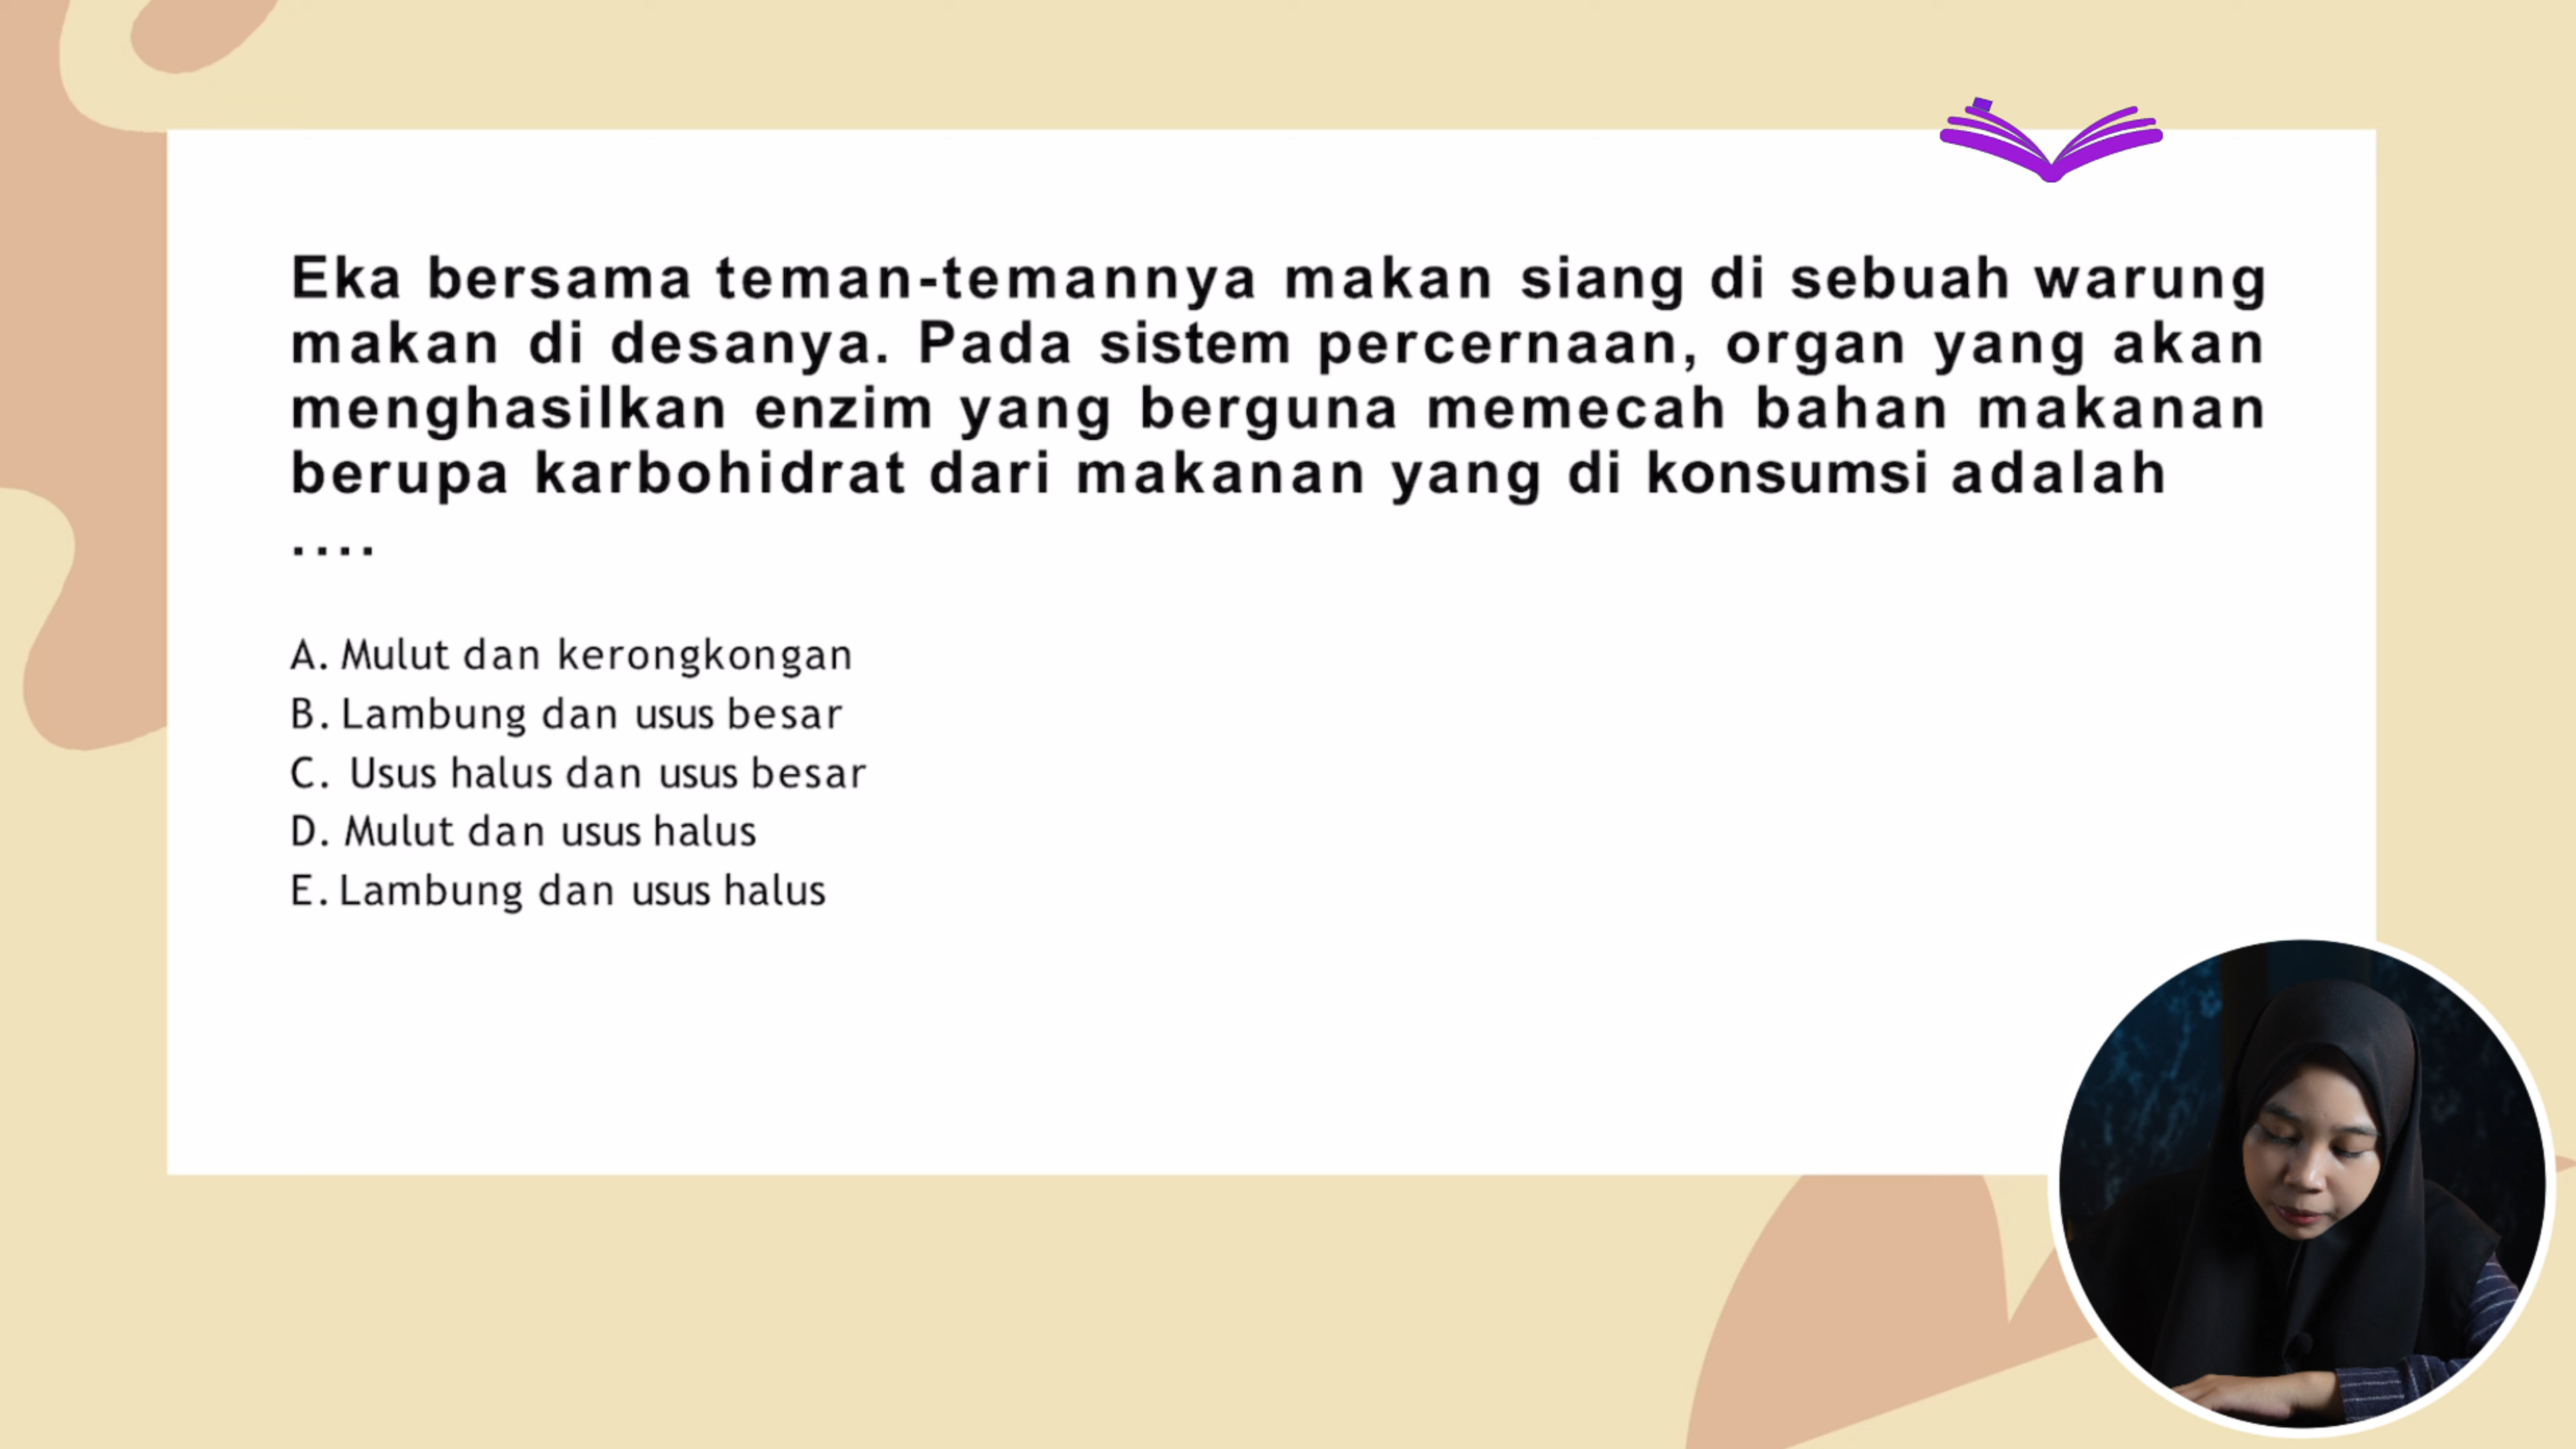 Eka bersama teman-temannya makan siang di sebuah warung
makan di desanya. Pada sistem percernaan, organ yang akan
menghasilkan enzim yang berguna memecah bahan makanan
berupa karbohidrat dari makanan yang di konsumsi adalah
....
A. Mulut dan kerongkongan
B. Lambung dan usus besar
C. Usus halus dan usus besar
D. Mulut dan usus halus
E. Lambung dan usus halus